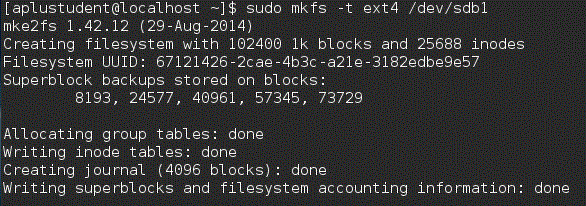 [aplustudent@localhost ~]$ sudo mkfs -t ext4 /dev/sdb1
mke2fs 1.42.12 (29-Aug-2014)
Creating filesystem with 102400 1k blocks and 25688 inodes
Filesystem UUID: 67121426-2cae-4b3c-a21e-3182edbe9e57
Superblock backups stored on blocks:
        8193, 24577, 40961, 57345, 73729

Allocating group tables: done
Writing inode tables: done
Creating journal (4096 blocks): done
Writing superblocks and filesystem accounting information: done